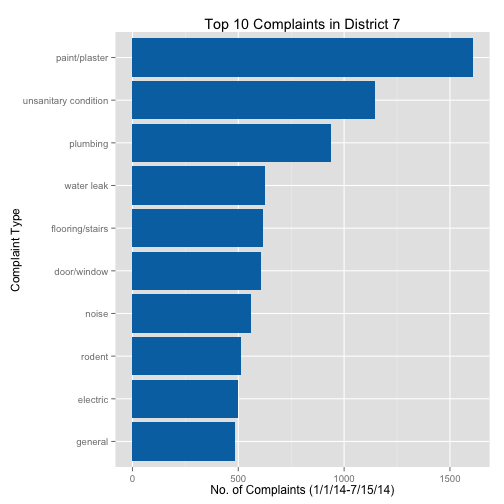 Top 10 Complaints in District 7
Complaint Type
paint/plaster
unsanitary condition
plumbing
water leak
flooring/stairs
door/window
noise
rodent
electric
general
0 500 1000 1500
No. of Complaints (1/1/14-7/15/14)